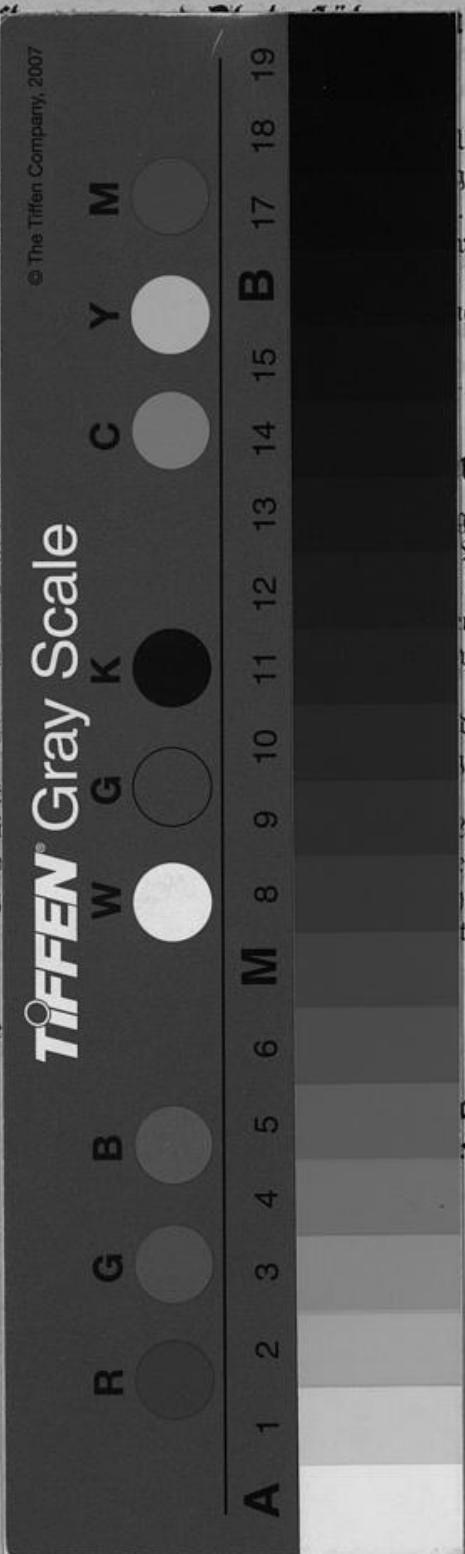 © The Tiffen Company, 2007
TIFFEN® Gray Scale
R G B W G K C Y M
A 1 2 3 4 5 6 M 8 9 10 11 12 13 14 15 B 17 18 19